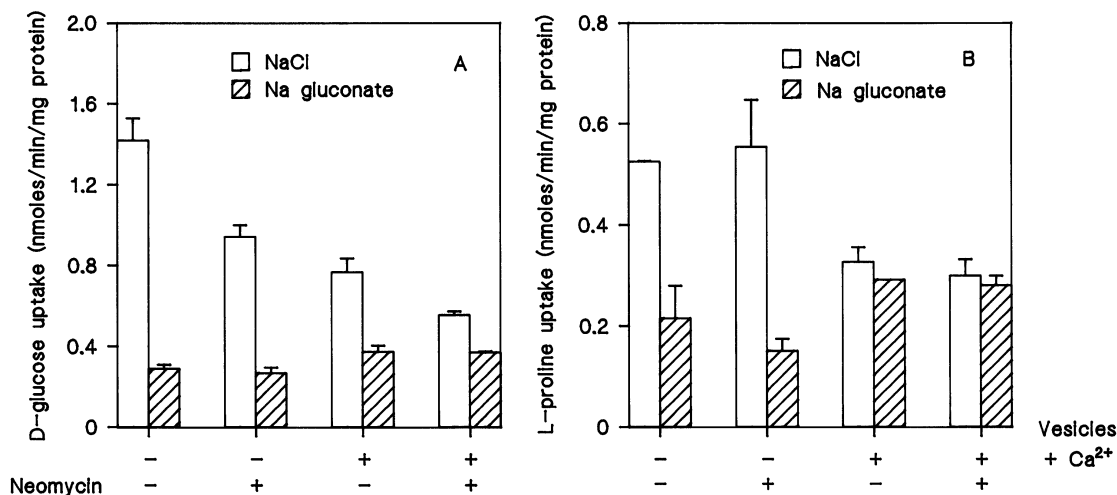 D-glucose uptake (nmoles/min/mg protein)
2.0
1.6
1.2
0.8
0.4
0
NaCl
Na gluconate
A
L-proline uptake (nmoles/min/mg protein)
0.8
0.6
0.4
0.2
0
NaCl
Na gluconate
B
Vesicles
− − + + − − + + + Ca²⁺
Neomycin − + − + − + − +